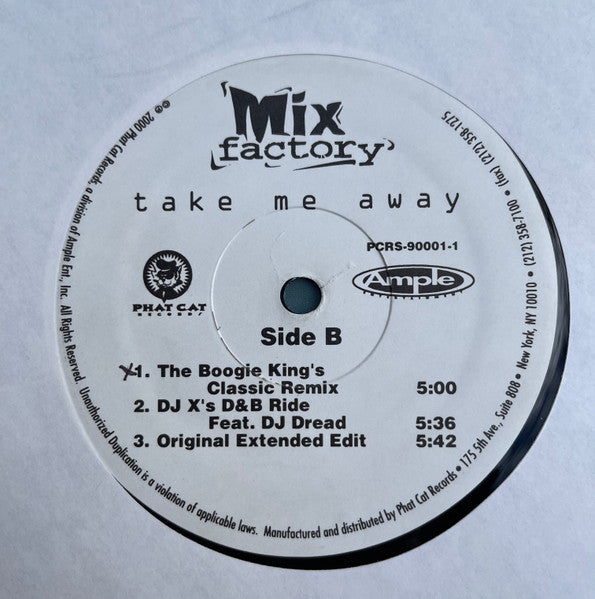 Mix
factory
take me away
PCRS-90001-1
PHAT CAT
RECORDS
Ample
Side B
x1. The Boogie King's
Classic Remix 5:00
2. DJ X's D&B Ride
Feat. DJ Dread 5:36
3. Original Extended Edit 5:42
℗© 2000 Phat Cat Records, a division of Ample Ent., Inc. All Rights Reserved. Unauthorized Duplication is a violation of applicable laws. Manufactured and distributed by Phat Cat Records • 175 5th Ave., Suite 808 • New York, NY 10010 • (212) 358-7100 • (fax) (212) 358-1275